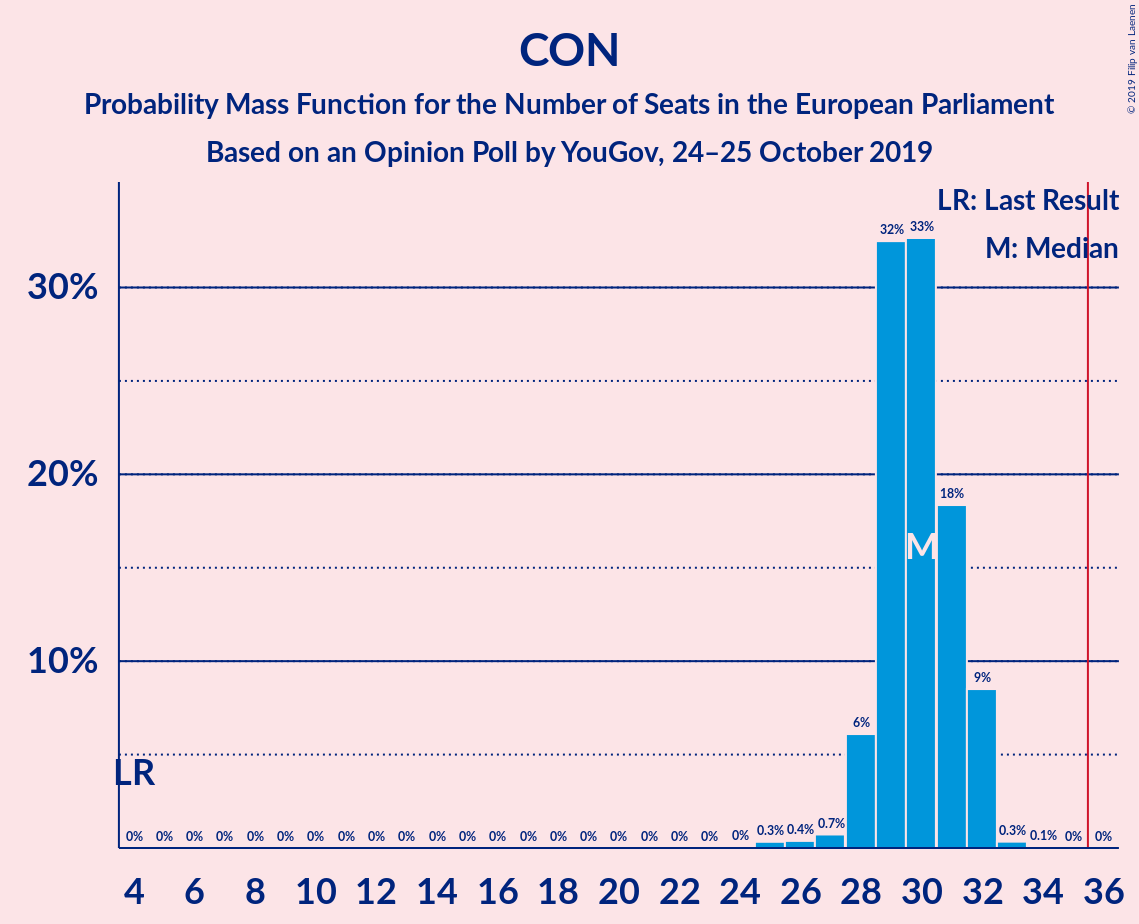 CON
Probability Mass Function for the Number of Seats in the European Parliament
Based on an Opinion Poll by YouGov, 24–25 October 2019
© 2019 Filip van Laenen
LR: Last Result
M: Median
30%
20%
10%
32% 33%
18%
M
9%
6%
LR
0% 0% 0% 0% 0% 0% 0% 0% 0% 0% 0% 0% 0% 0% 0% 0% 0% 0% 0% 0% 0% 0.3% 0.4% 0.7% 0.3% 0.1% 0% 0%
4 6 8 10 12 14 16 18 20 22 24 26 28 30 32 34 36